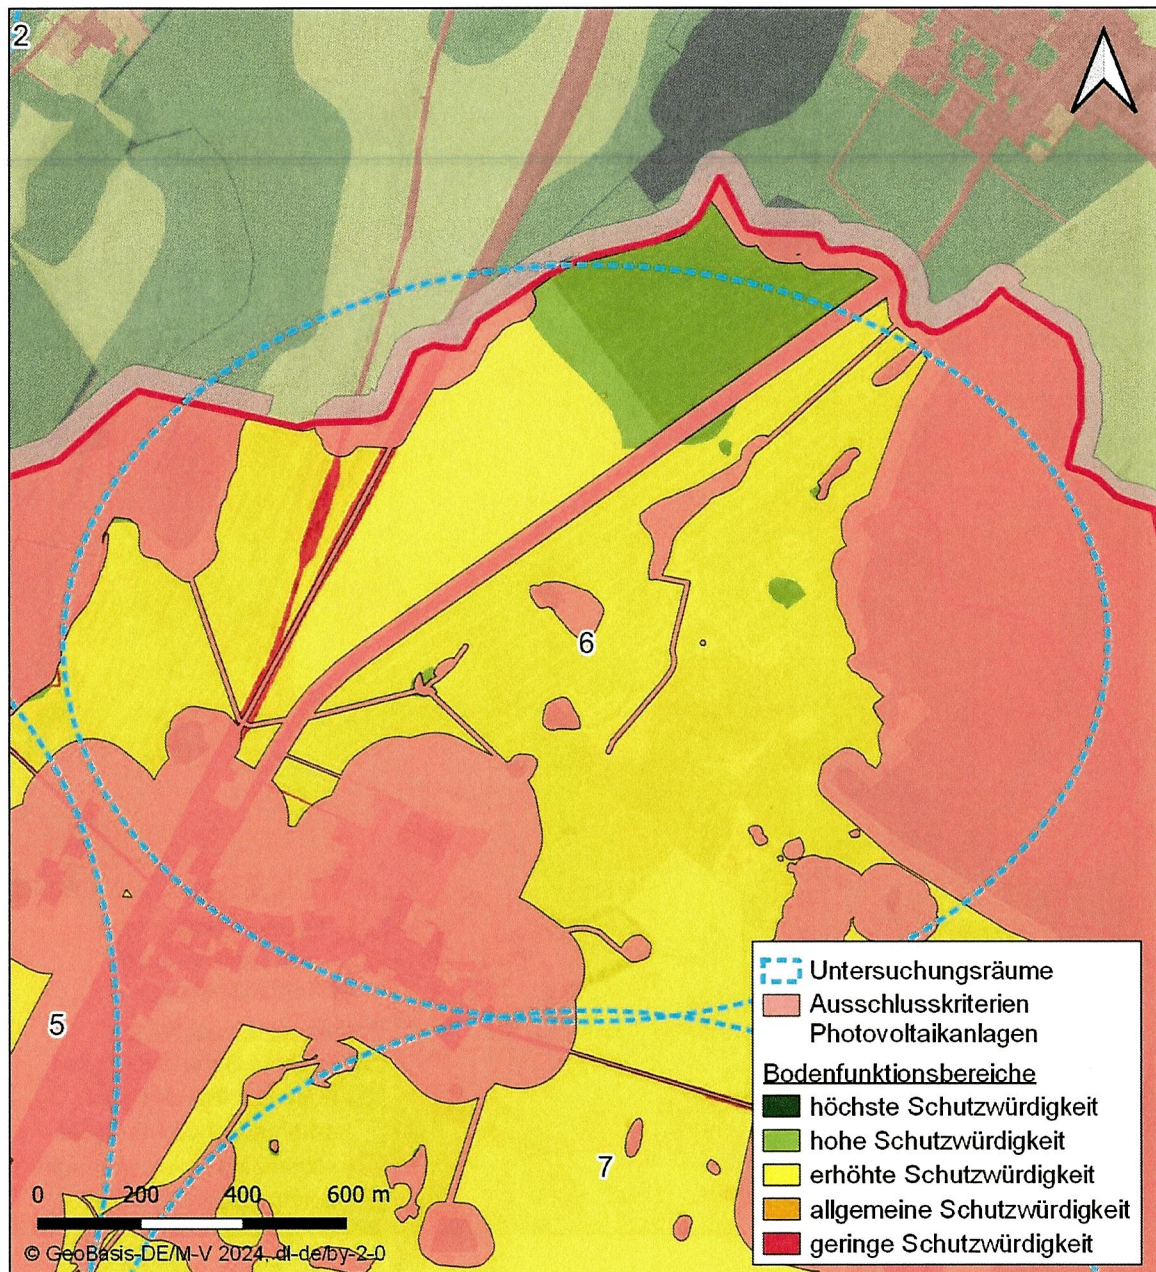 2
6
5
7
Untersuchungsräume
Ausschlusskriterien
Photovoltaikanlagen
Bodenfunktionsbereiche
höchste Schutzwürdigkeit
hohe Schutzwürdigkeit
erhöhte Schutzwürdigkeit
allgemeine Schutzwürdigkeit
geringe Schutzwürdigkeit
0 200 400 600 m
© GeoBasis-DE/M-V 2024, dl-de/by-2-0